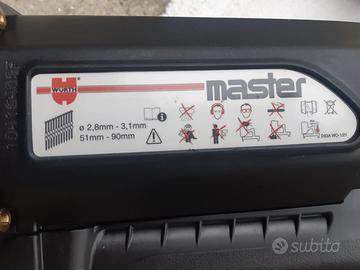 WÜRTH
master
ø 2,8mm - 3,1mm
51mm - 90mm
subito